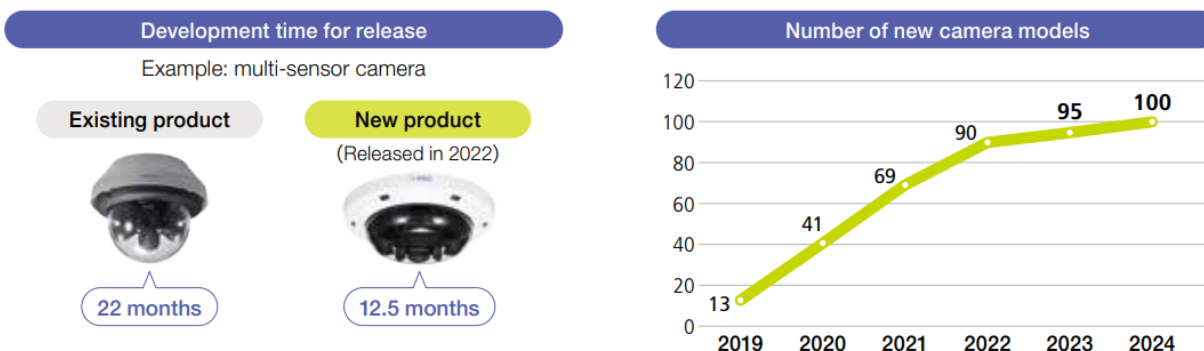 Development time for release
Example: multi-sensor camera
Existing product
New product
(Released in 2022)
22 months
12.5 months
Number of new camera models
120
100
80
60
40
20
0
13
41
69
90
95
100
2019 2020 2021 2022 2023 2024